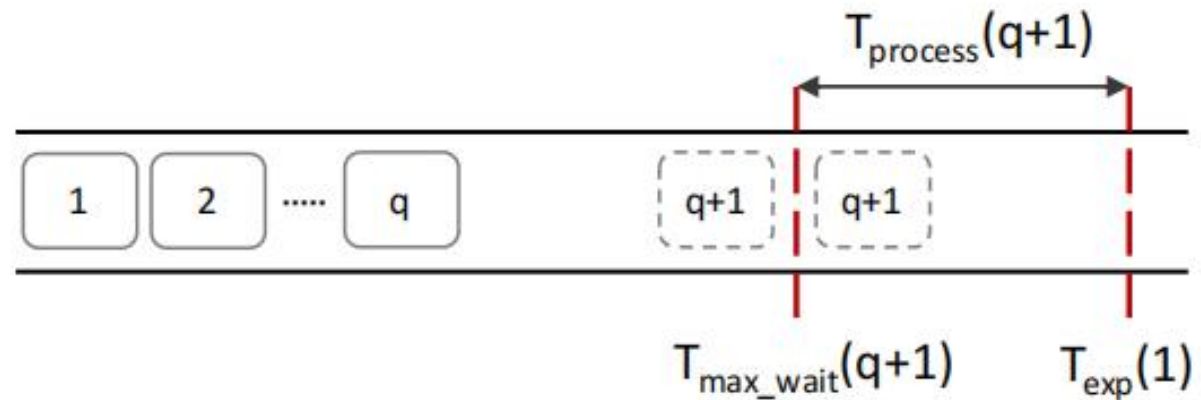 T_process(q+1)
1 2 ..... q q+1 q+1
T_max_wait(q+1) T_exp(1)